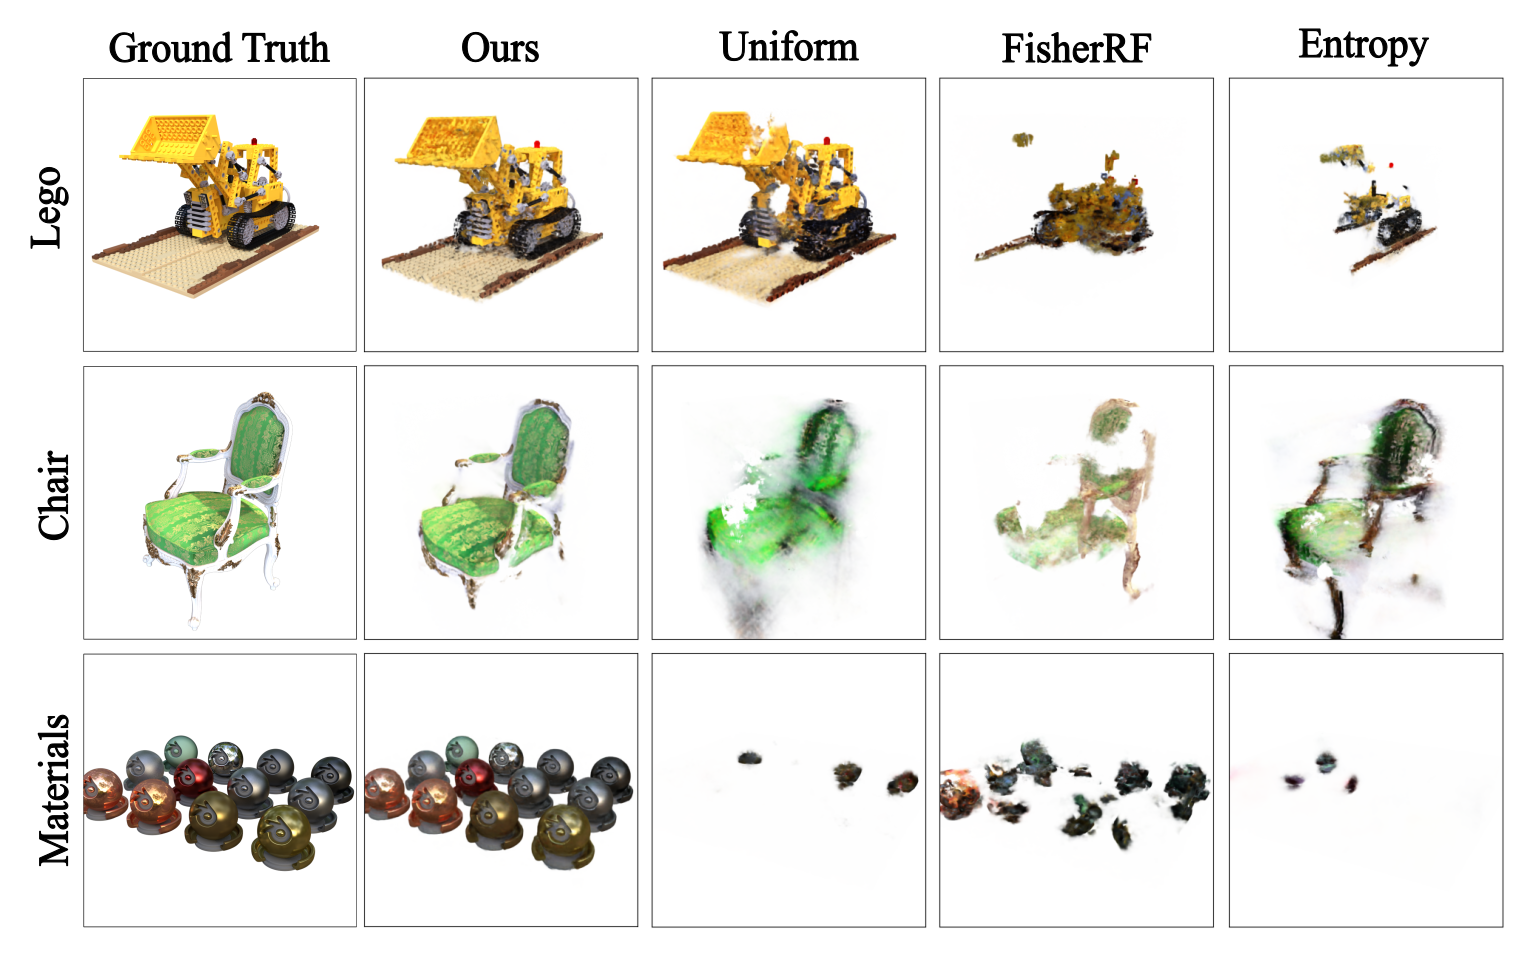 Ground Truth
Ours
Uniform
FisherRF
Entropy
Lego
Chair
Materials